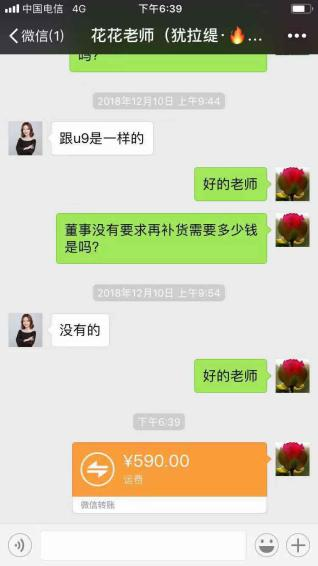 中国电信 4G 下午6:39
微信(1) 花花老师（犹拉缇·🔥...
吗?
2018年12月10日 上午9:44
跟u9是一样的
好的老师
董事没有要求再补货需要多少钱
是吗?
2018年12月10日 上午9:54
没有的
好的老师
下午6:39
¥590.00
运费
微信转账